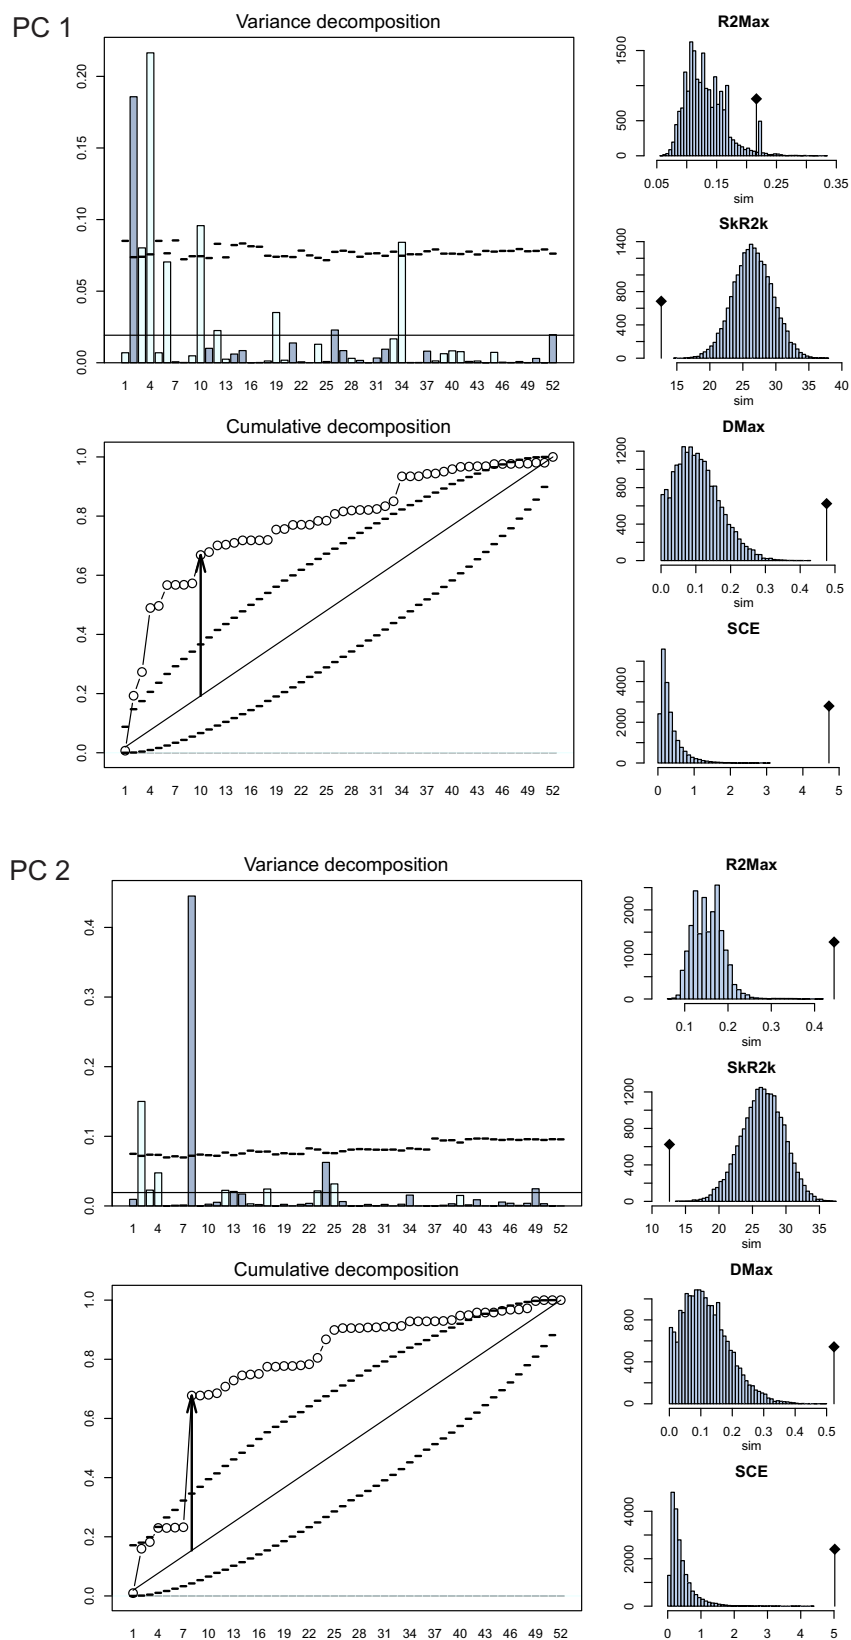 PC 1
Variance decomposition
0.00 0.05 0.10 0.15 0.20
1 4 7 10 13 16 19 22 25 28 31 34 37 40 43 46 49 52
R2Max
0 500 1500
0.05 0.15 0.25 0.35
sim
SkR2k
0 400 800 1400
15 20 25 30 35 40
sim
Cumulative decomposition
0.0 0.2 0.4 0.6 0.8 1.0
1 4 7 10 13 16 19 22 25 28 31 34 37 40 43 46 49 52
DMax
0 400 800 1200
0.0 0.1 0.2 0.3 0.4 0.5
sim
SCE
0 2000 4000
0 1 2 3 4 5
PC 2
Variance decomposition
0.0 0.1 0.2 0.3 0.4
1 4 7 10 13 16 19 22 25 28 31 34 37 40 43 46 49 52
R2Max
0 1000 2000
0.1 0.2 0.3 0.4
sim
SkR2k
0 400 800 1200
10 15 20 25 30 35
sim
Cumulative decomposition
0.0 0.2 0.4 0.6 0.8 1.0
1 4 7 10 13 16 19 22 25 28 31 34 37 40 43 46 49 52
DMax
0 400 800
0.0 0.1 0.2 0.3 0.4 0.5
sim
SCE
0 2000 4000
0 1 2 3 4 5